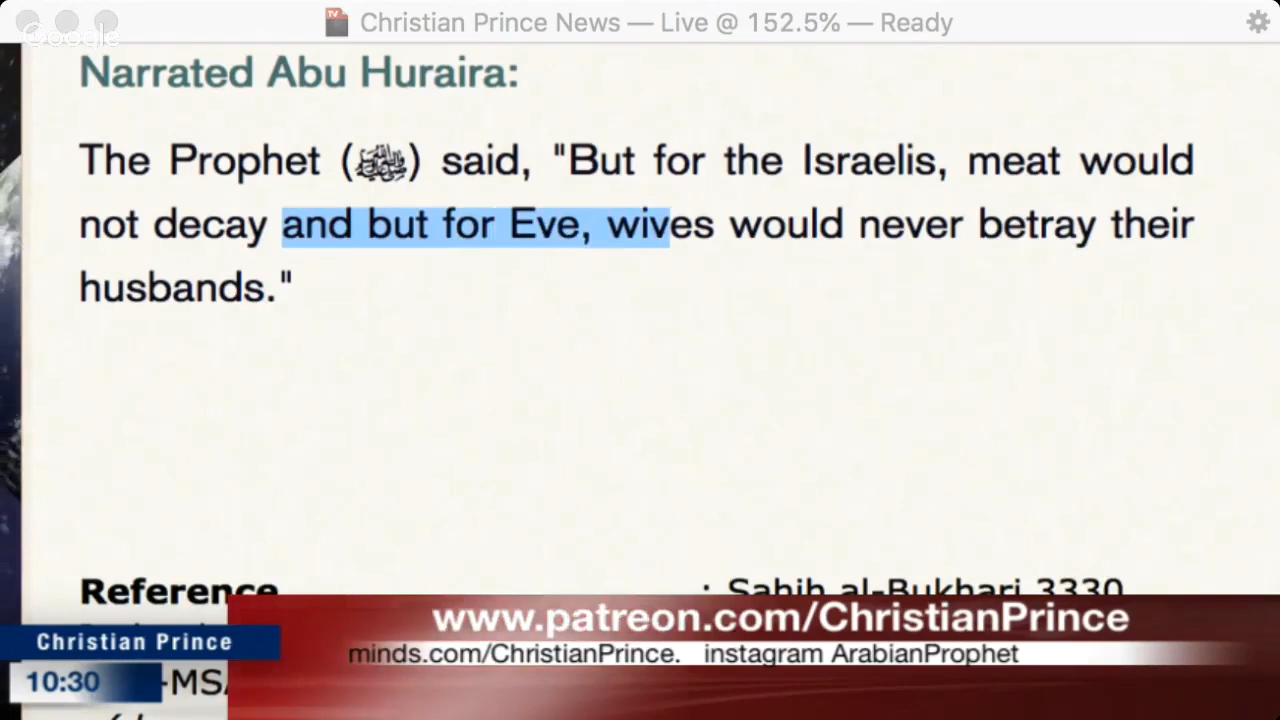 Christian Prince News — Live @ 152.5% — Ready
Google
Narrated Abu Huraira:
The Prophet (ﷺ) said, "But for the Israelis, meat would
not decay and but for Eve, wives would never betray their
husbands."
Reference : Sahih al-Bukhari 3330
www.patreon.com/ChristianPrince
Christian Prince
minds.com/ChristianPrince. instagram ArabianProphet
10:30